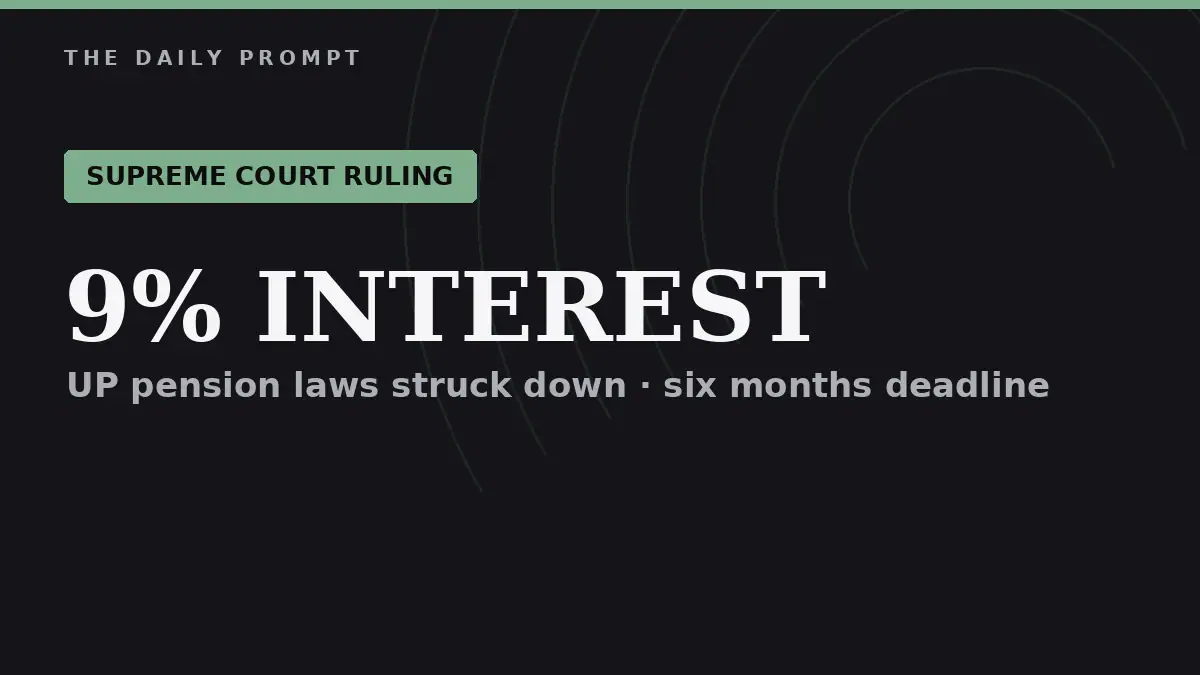 THE DAILY PROMPT
SUPREME COURT RULING
9% INTEREST
UP pension laws struck down · six months deadline